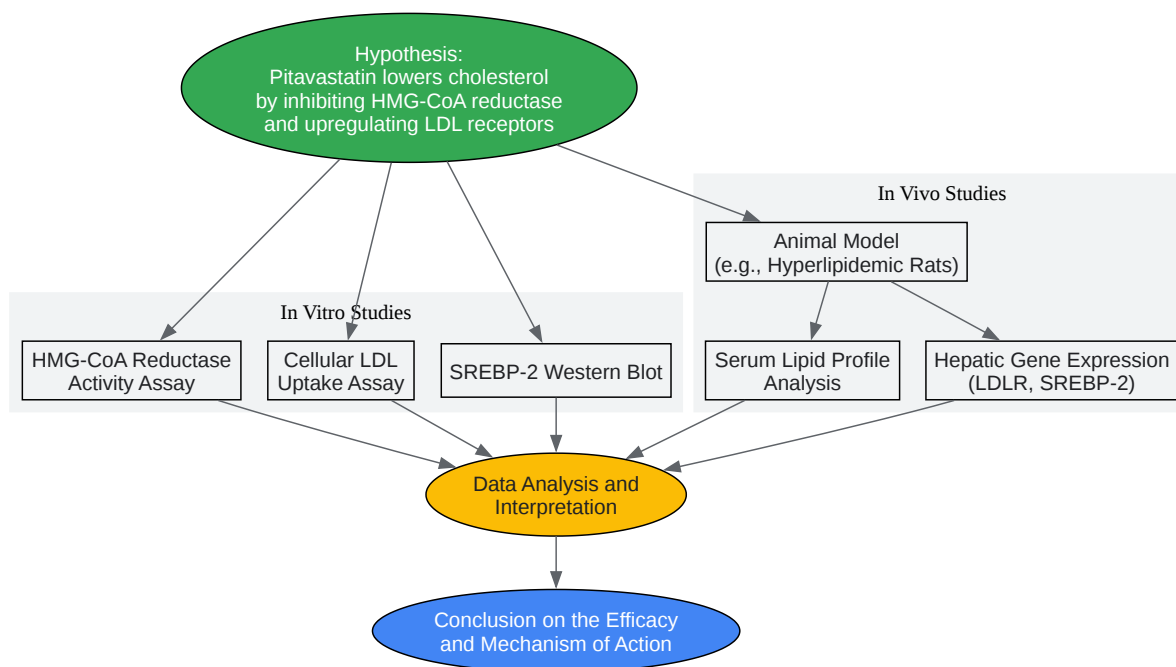 Hypothesis:
Pitavastatin lowers cholesterol
by inhibiting HMG-CoA reductase
and upregulating LDL receptors
In Vivo Studies
Animal Model
(e.g., Hyperlipidemic Rats)
In Vitro Studies
HMG-CoA Reductase
Activity Assay
Cellular LDL
Uptake Assay
SREBP-2 Western Blot
Serum Lipid Profile
Analysis
Hepatic Gene Expression
(LDLR, SREBP-2)
Data Analysis and
Interpretation
Conclusion on the Efficacy
and Mechanism of Action